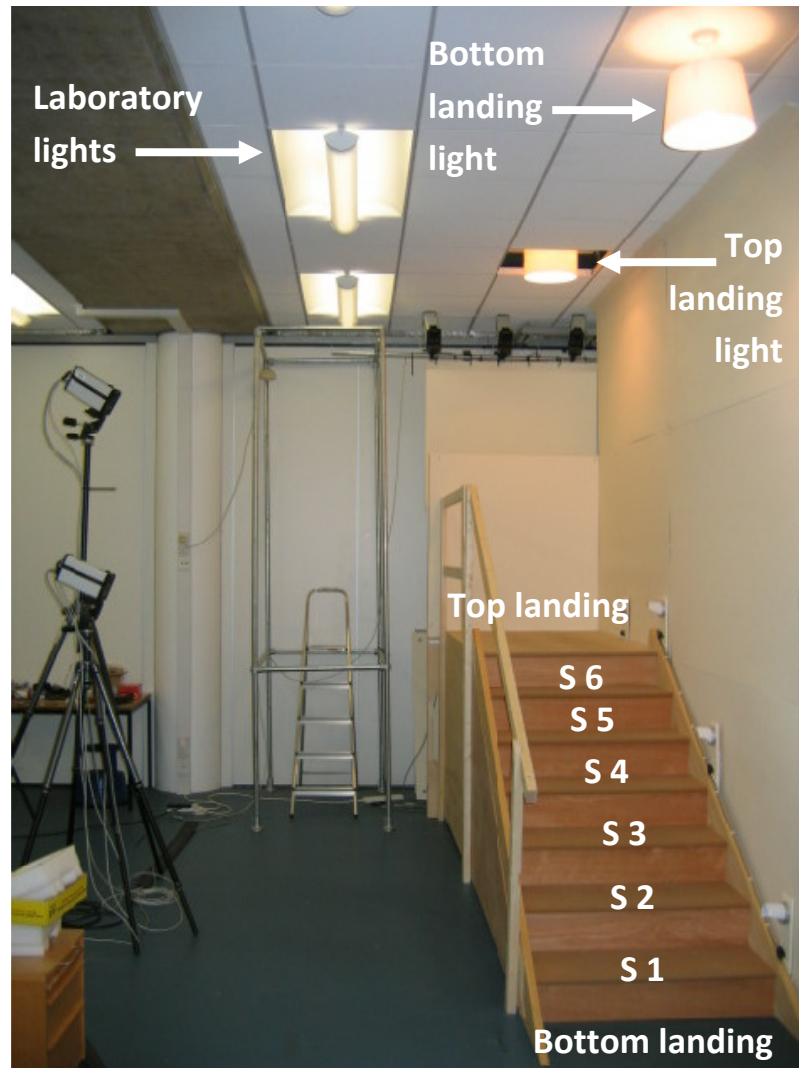 Laboratory
lights
Bottom
landing
light
Top
landing
light
Top landing
S 6
S 5
S 4
S 3
S 2
S 1
Bottom landing